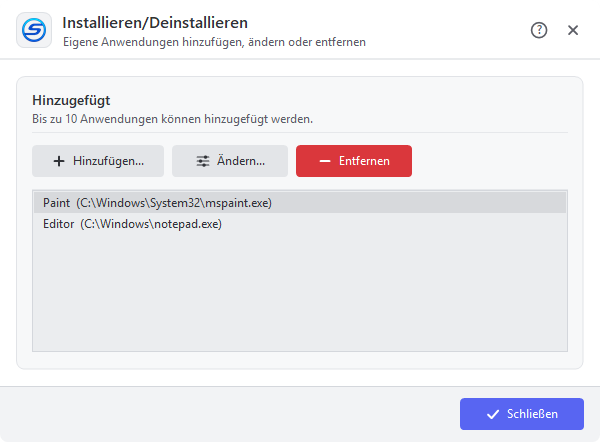 Installieren/Deinstallieren
Eigene Anwendungen hinzufügen, ändern oder entfernen
Hinzugefügt
Bis zu 10 Anwendungen können hinzugefügt werden.
Hinzufügen... Ändern... Entfernen
Paint (C:\Windows\System32\mspaint.exe)
Editor (C:\Windows\notepad.exe)
Schließen